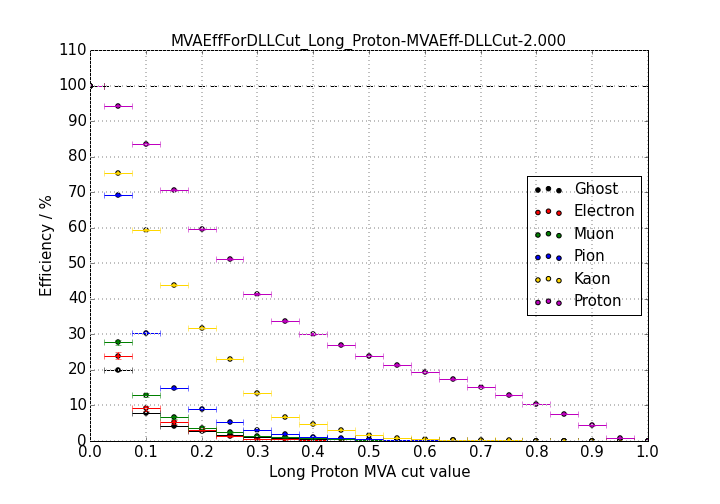 MVAEffForDLLCut_Long_Proton-MVAEff-DLLCut-2.000
110
100
90
80
70
60
50
40
30
20
10
0
Efficiency / %
Ghost
Electron
Muon
Pion
Kaon
Proton
0.0 0.1 0.2 0.3 0.4 0.5 0.6 0.7 0.8 0.9 1.0
Long Proton MVA cut value